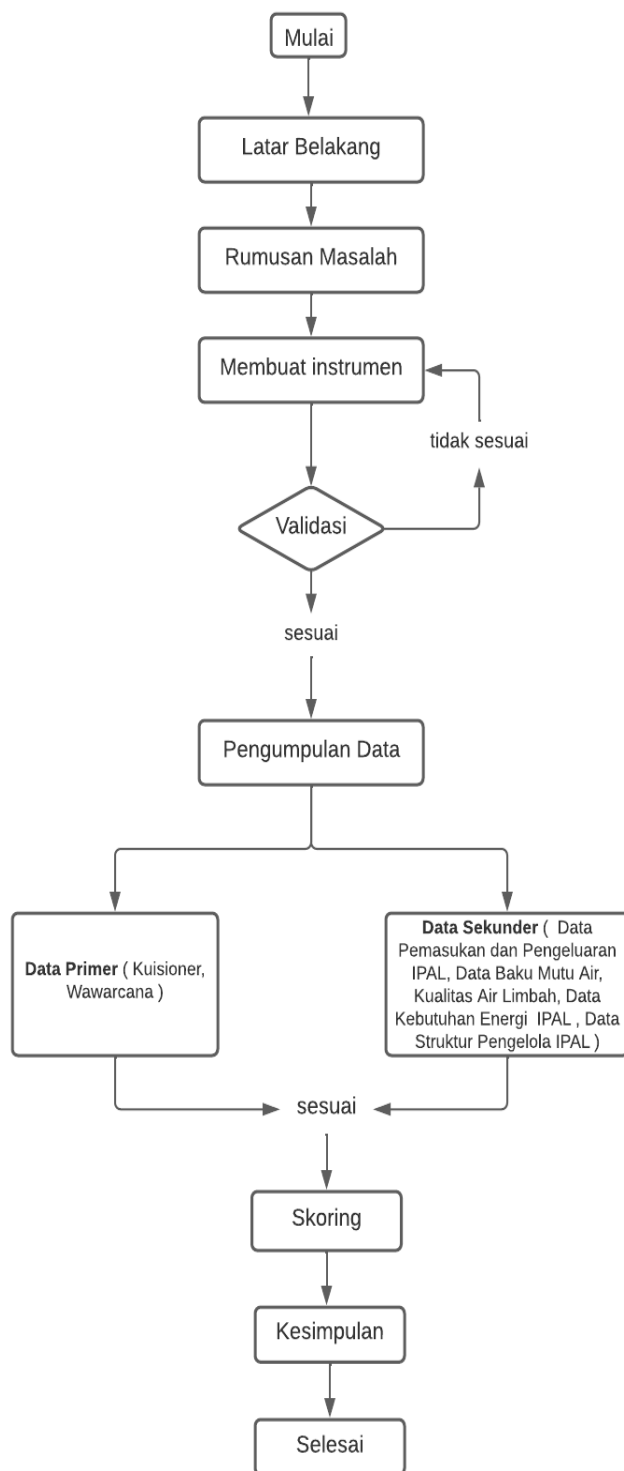 Mulai
Latar Belakang
Rumusan Masalah
Membuat instrumen
tidak sesuai
Validasi
sesuai
Pengumpulan Data
Data Primer ( Kuisioner,
Wawarcana )
Data Sekunder ( Data
Pemasukan dan Pengeluaran
IPAL, Data Baku Mutu Air,
Kualitas Air Limbah, Data
Kebutuhan Energi IPAL , Data
Struktur Pengelola IPAL )
sesuai
Skoring
Kesimpulan
Selesai